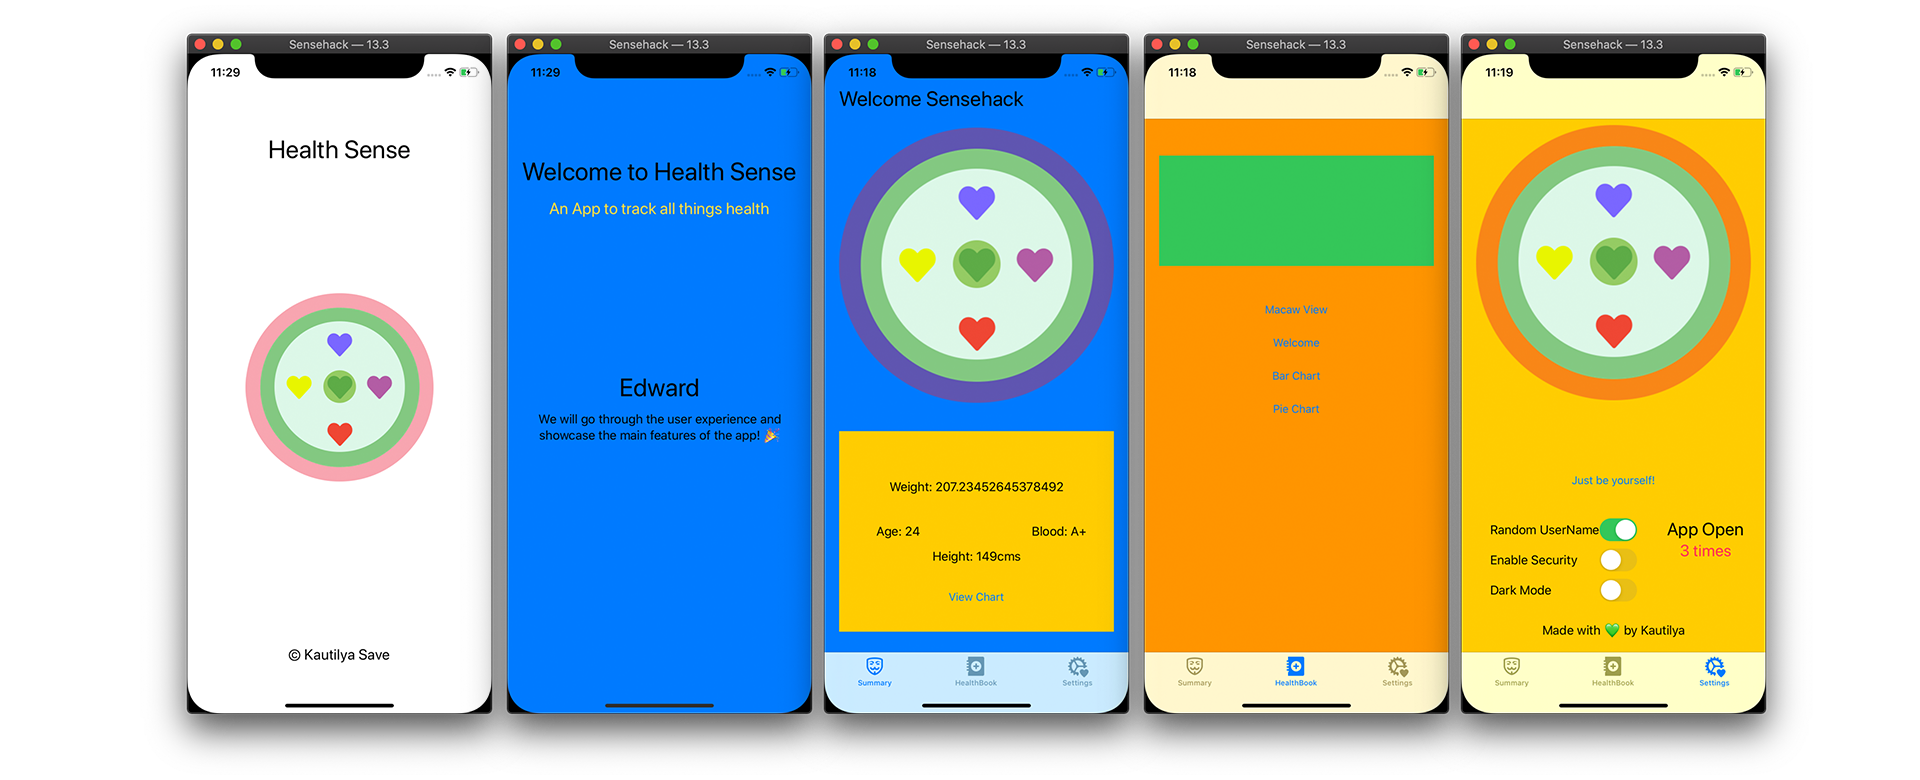 Sensehack — 13.3
11:29
Health Sense
© Kautilya Save
Sensehack — 13.3
11:29
Welcome to Health Sense
An App to track all things health
Edward
We will go through the user experience and
showcase the main features of the app! 🎉
Sensehack — 13.3
11:18
Welcome Sensehack
Weight: 207.23452645378492
Age: 24
Blood: A+
Height: 149cms
View Chart
Summary
HealthBook
Settings
Sensehack — 13.3
11:18
Macaw View
Welcome
Bar Chart
Pie Chart
Summary
HealthBook
Settings
Sensehack — 13.3
11:19
Just be yourself!
Random UserName
App Open
3 times
Enable Security
Dark Mode
Made with 💚 by Kautilya
Summary
HealthBook
Settings